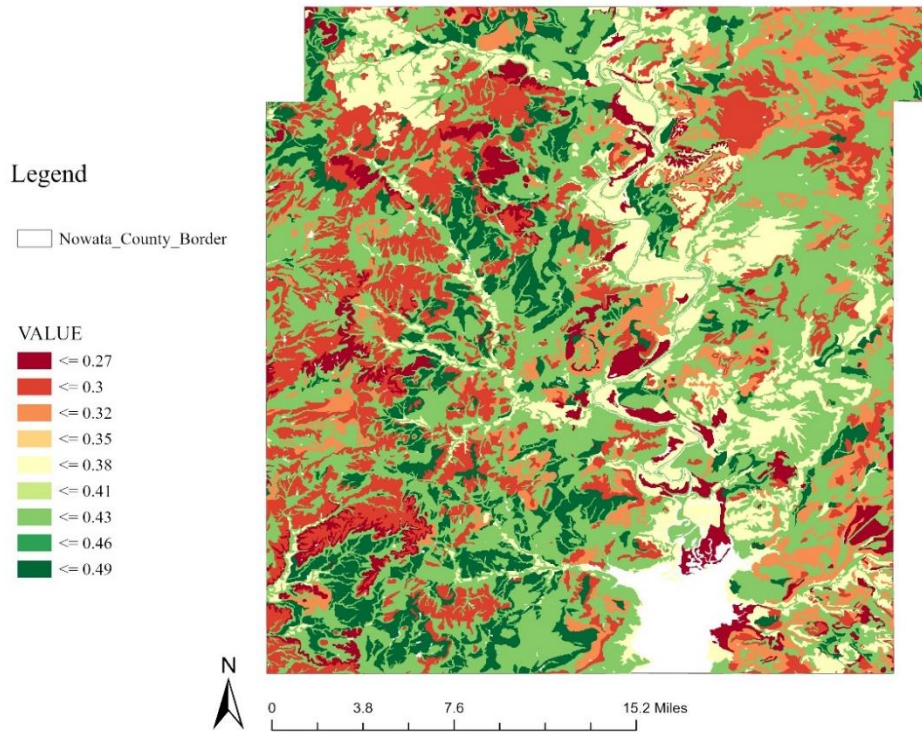 Legend
Nowata_County_Border
VALUE
<= 0.27
<= 0.3
<= 0.32
<= 0.35
<= 0.38
<= 0.41
<= 0.43
<= 0.46
<= 0.49
N
0 3.8 7.6 15.2 Miles